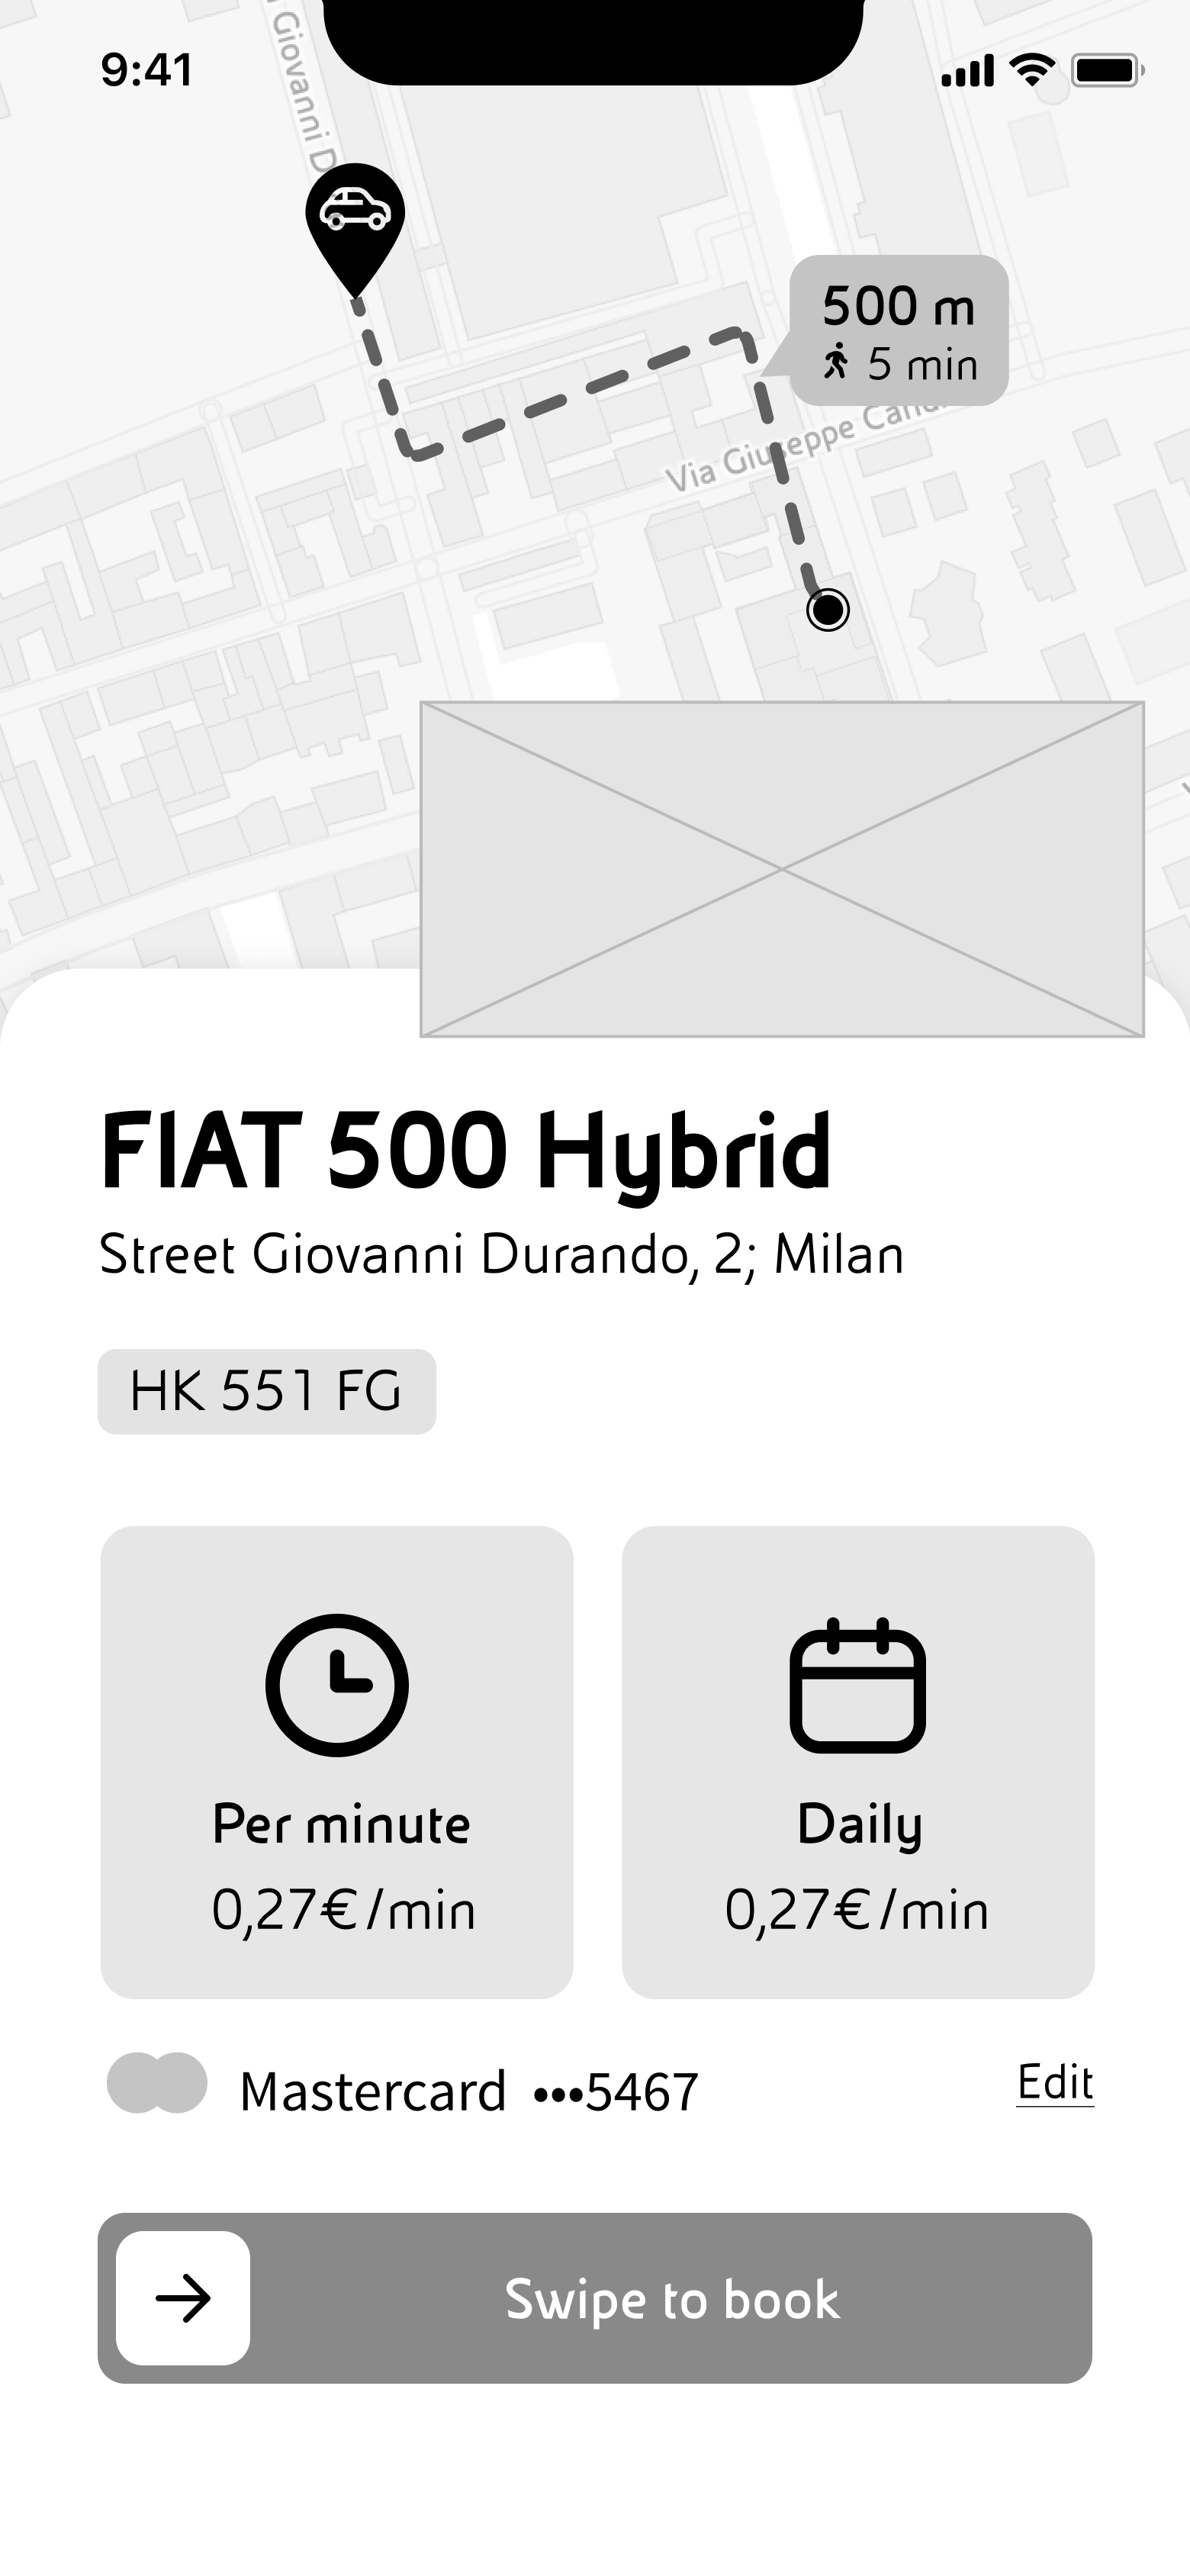 9:41
Giovanni D
500 m
5 min
Via Giuseppe Candi
FIAT 500 Hybrid
Street Giovanni Durando, 2; Milan
HK 551 FG
Per minute
0,27€/min
Daily
0,27€/min
Mastercard •••5467
Edit
Swipe to book